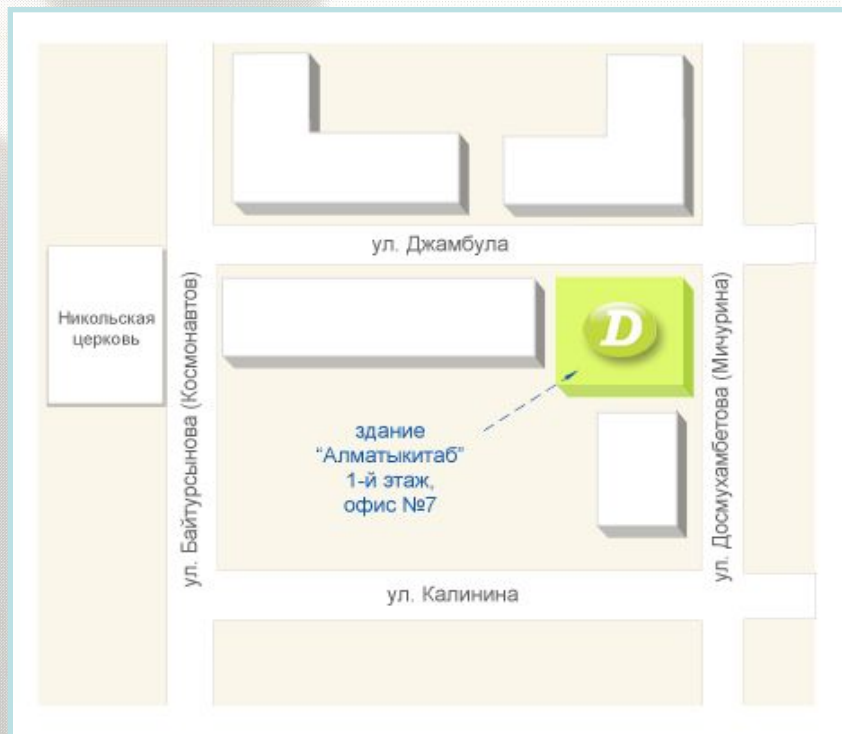 ул. Джамбула
Никольская
церковь
ул. Байтурсынова (Космонавтов)
D
ул. Досмухамбетова (Мичурина)
здание
“Алматыкитаб”
1-й этаж,
офис №7
ул. Калинина